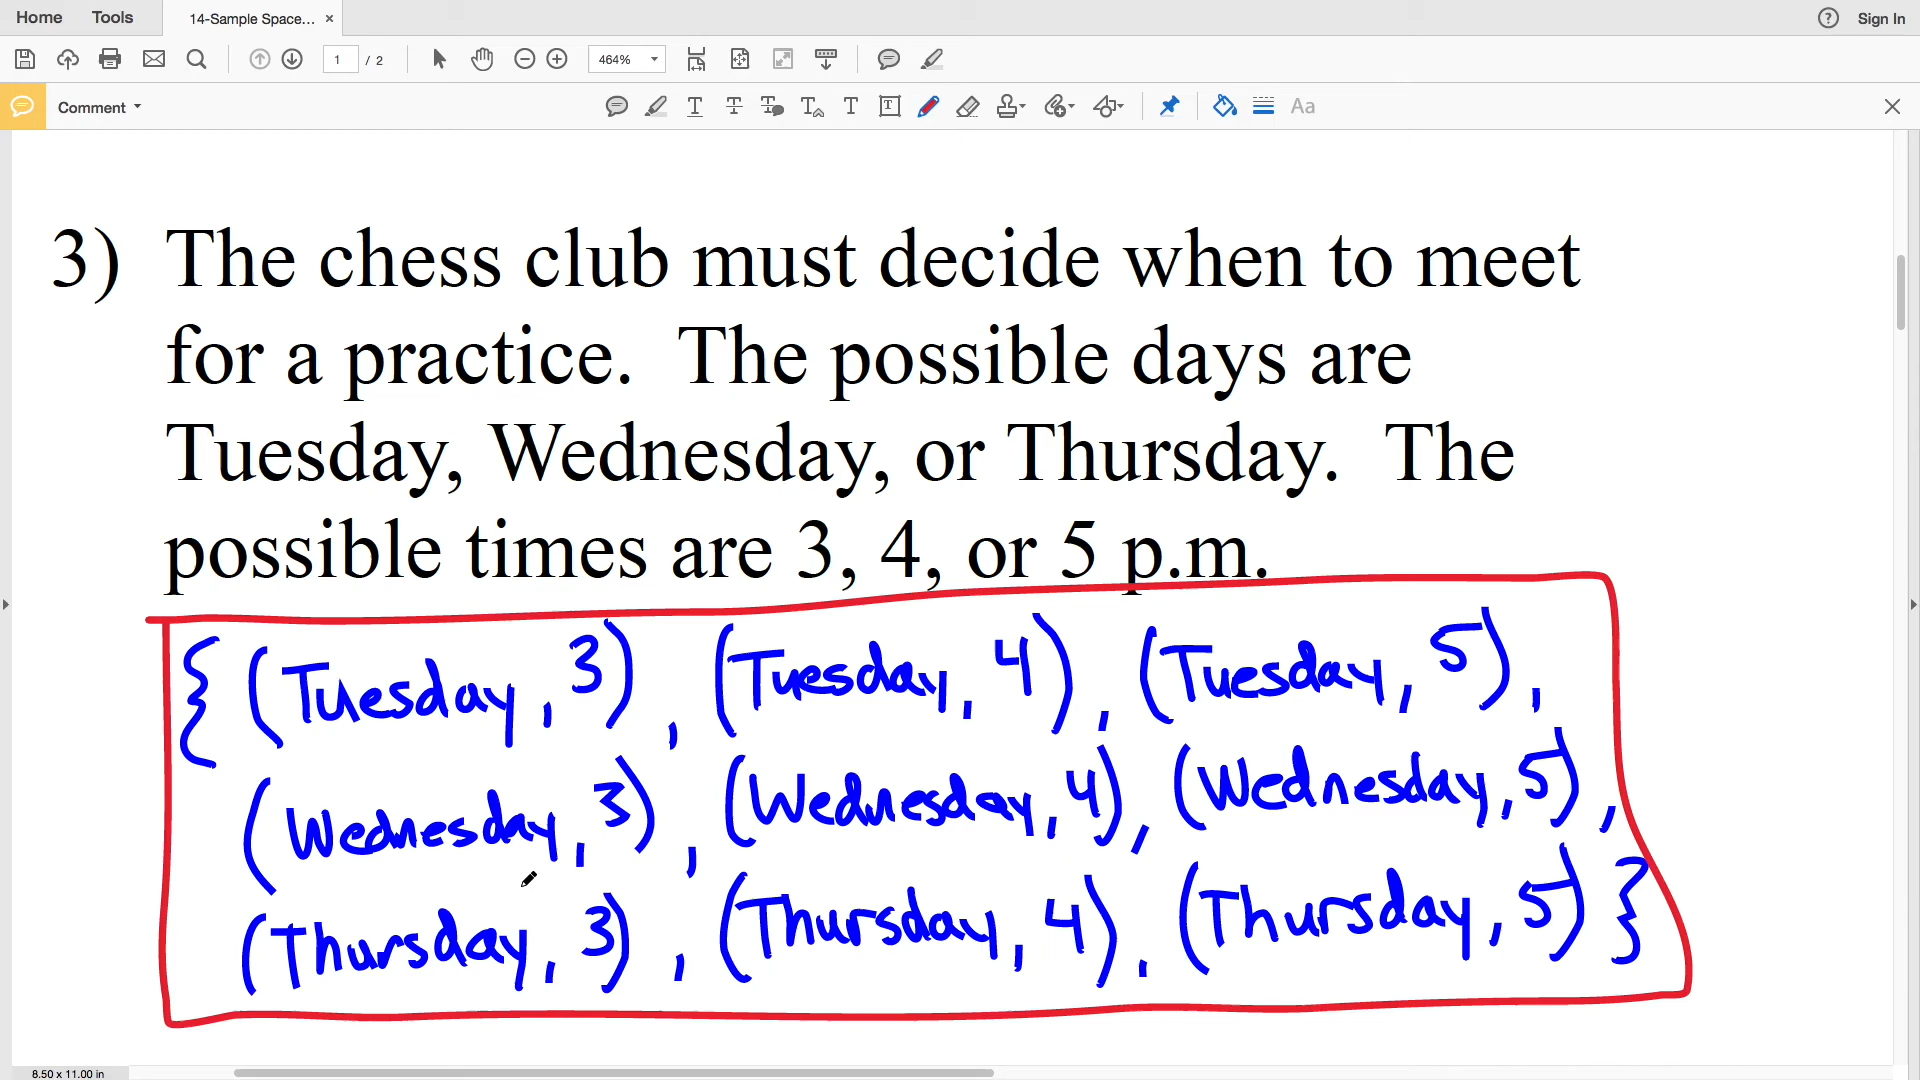 Home Tools 14-Sample Space... × Sign In
1 / 2 464%
Comment Aa
3) The chess club must decide when to meet
for a practice. The possible days are
Tuesday, Wednesday, or Thursday. The
possible times are 3, 4, or 5 p.m.
{ (Tuesday, 3), (Tuesday, 4), (Tuesday, 5),
(Wednesday, 3), (Wednesday, 4), (Wednesday, 5),
(Thursday, 3), (Thursday, 4), (Thursday, 5) }
8.50 x 11.00 in